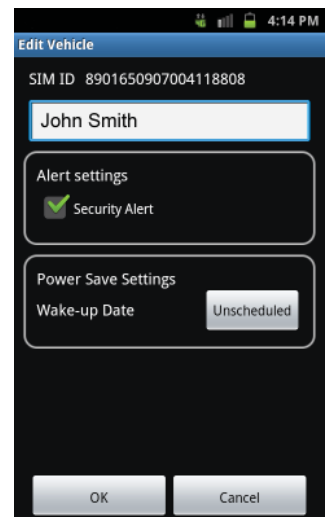 4:14 PM
Edit Vehicle
SIM ID 8901650907004118808
John Smith
Alert settings
Security Alert
Power Save Settings
Wake-up Date Unscheduled
OK Cancel